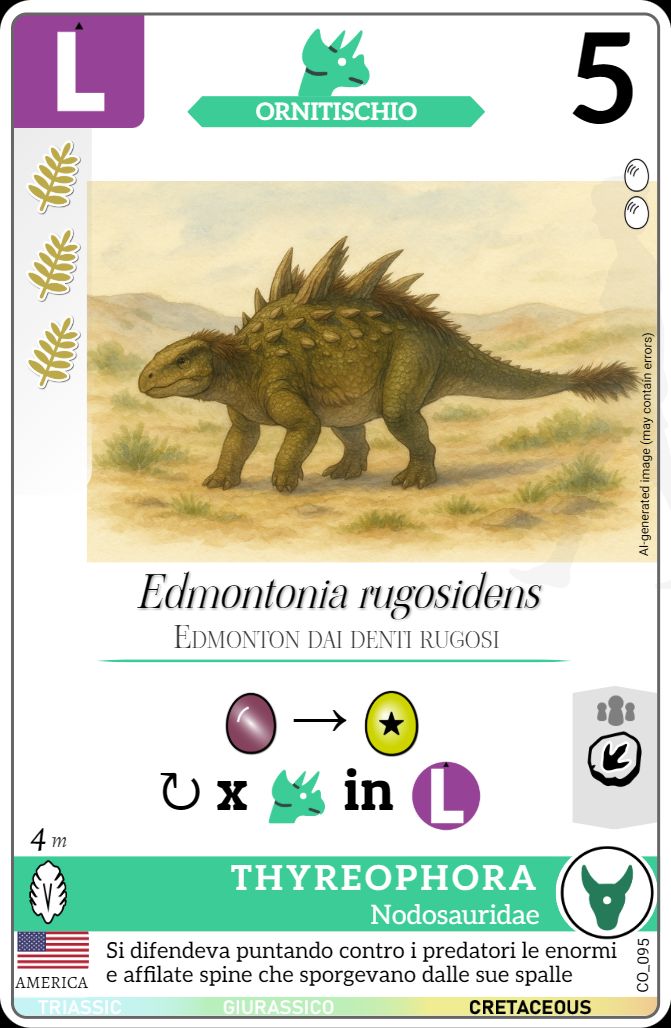 L
ORNITISCHIO
5
AI-generated image (may contain errors)
Edmontonia rugosidens
Edmonton dai denti rugosi
→
↻ x in L
4 m
THYREOPHORA
Nodosauridae
AMERICA
Si difendeva puntando contro i predatori le enormi
e affilate spine che sporgevano dalle sue spalle
CO_095
TRIASSIC GIURASSICO CRETACEOUS